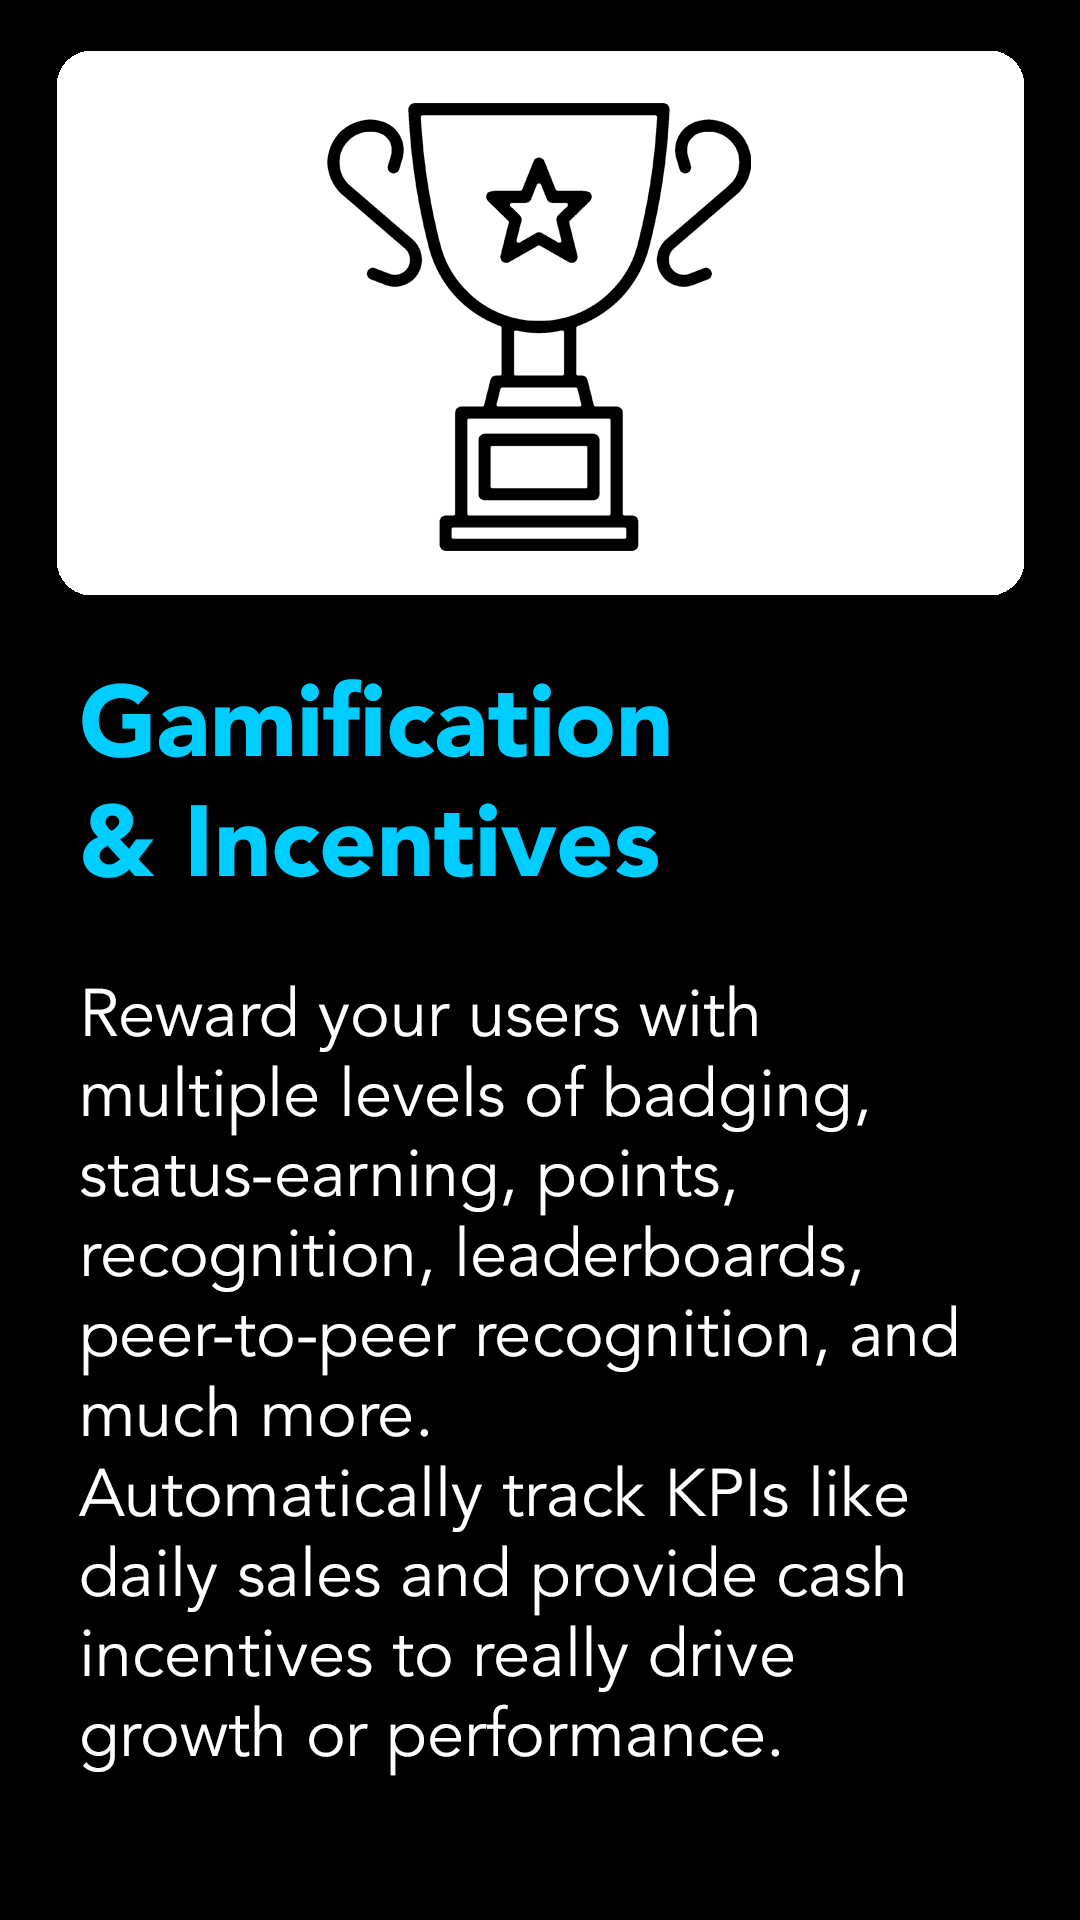 Gamification
& Incentives
Reward your users with
multiple levels of badging,
status-earning, points,
recognition, leaderboards,
peer-to-peer recognition, and
much more.
Automatically track KPIs like
daily sales and provide cash
incentives to really drive
growth or performance.